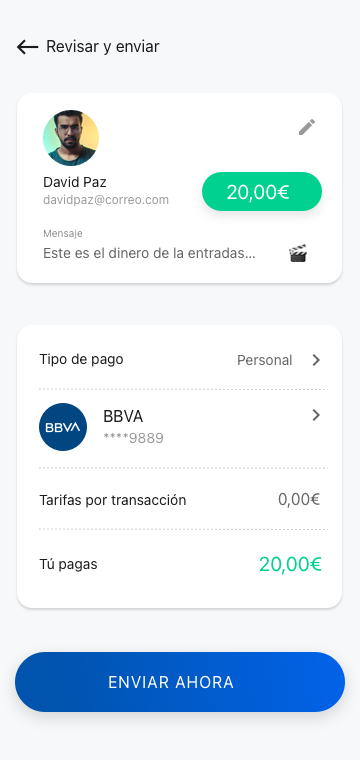 Revisar y enviar
David Paz
davidpaz@correo.com
20,00€
Mensaje
Este es el dinero de la entradas...
Tipo de pago
Personal
BBVA
BBVA
****9889
Tarifas por transacción
0,00€
Tú pagas
20,00€
ENVIAR AHORA